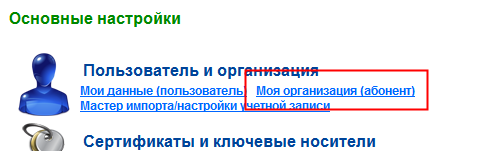 Основные настройки
Пользователь и организация
Мои данные (пользователь) Моя организация (абонент)
Мастер импорта/настройки учетной записи
Сертификаты и ключевые носители